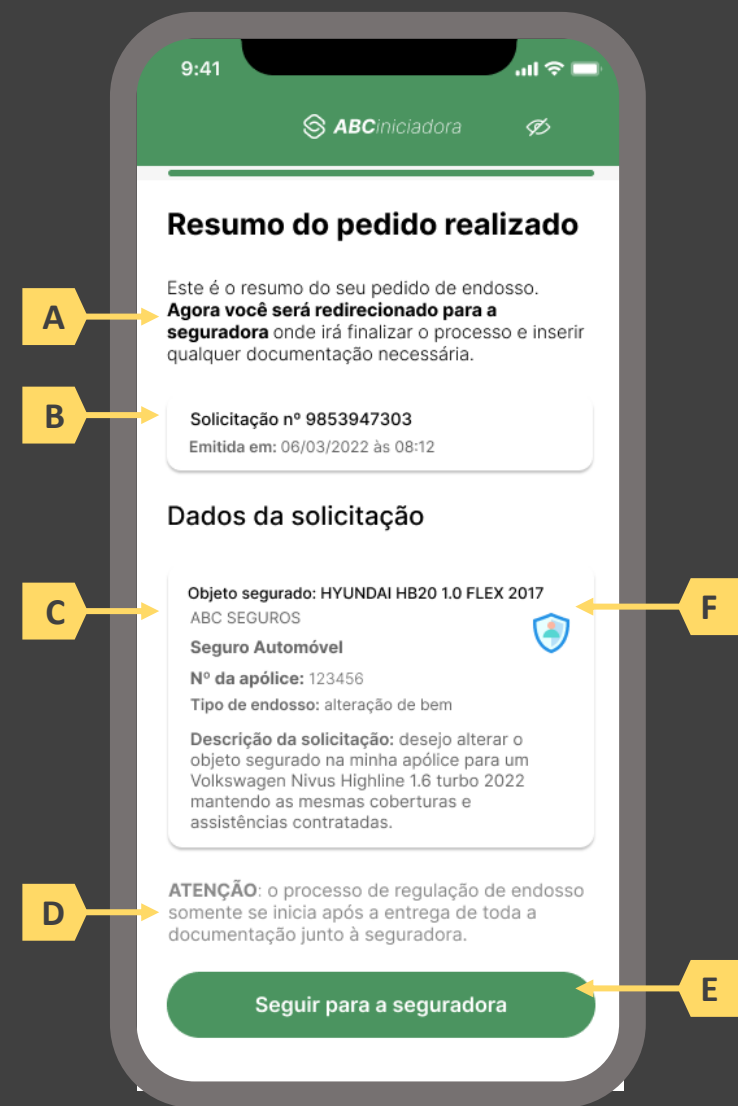 9:41
ABCiniciadora
Resumo do pedido realizado
Este é o resumo do seu pedido de endosso.
A
Agora você será redirecionado para a
seguradora onde irá finalizar o processo e inserir
qualquer documentação necessária.
B
Solicitação nº 9853947303
Emitida em: 06/03/2022 às 08:12
Dados da solicitação
C
Objeto segurado: HYUNDAI HB20 1.0 FLEX 2017
F
ABC SEGUROS
Seguro Automóvel
Nº da apólice: 123456
Tipo de endosso: alteração de bem
Descrição da solicitação: desejo alterar o
objeto segurado na minha apólice para um
Volkswagen Nivus Highline 1.6 turbo 2022
mantendo as mesmas coberturas e
assistências contratadas.
D
ATENÇÃO: o processo de regulação de endosso
somente se inicia após a entrega de toda a
documentação junto à seguradora.
E
Seguir para a seguradora